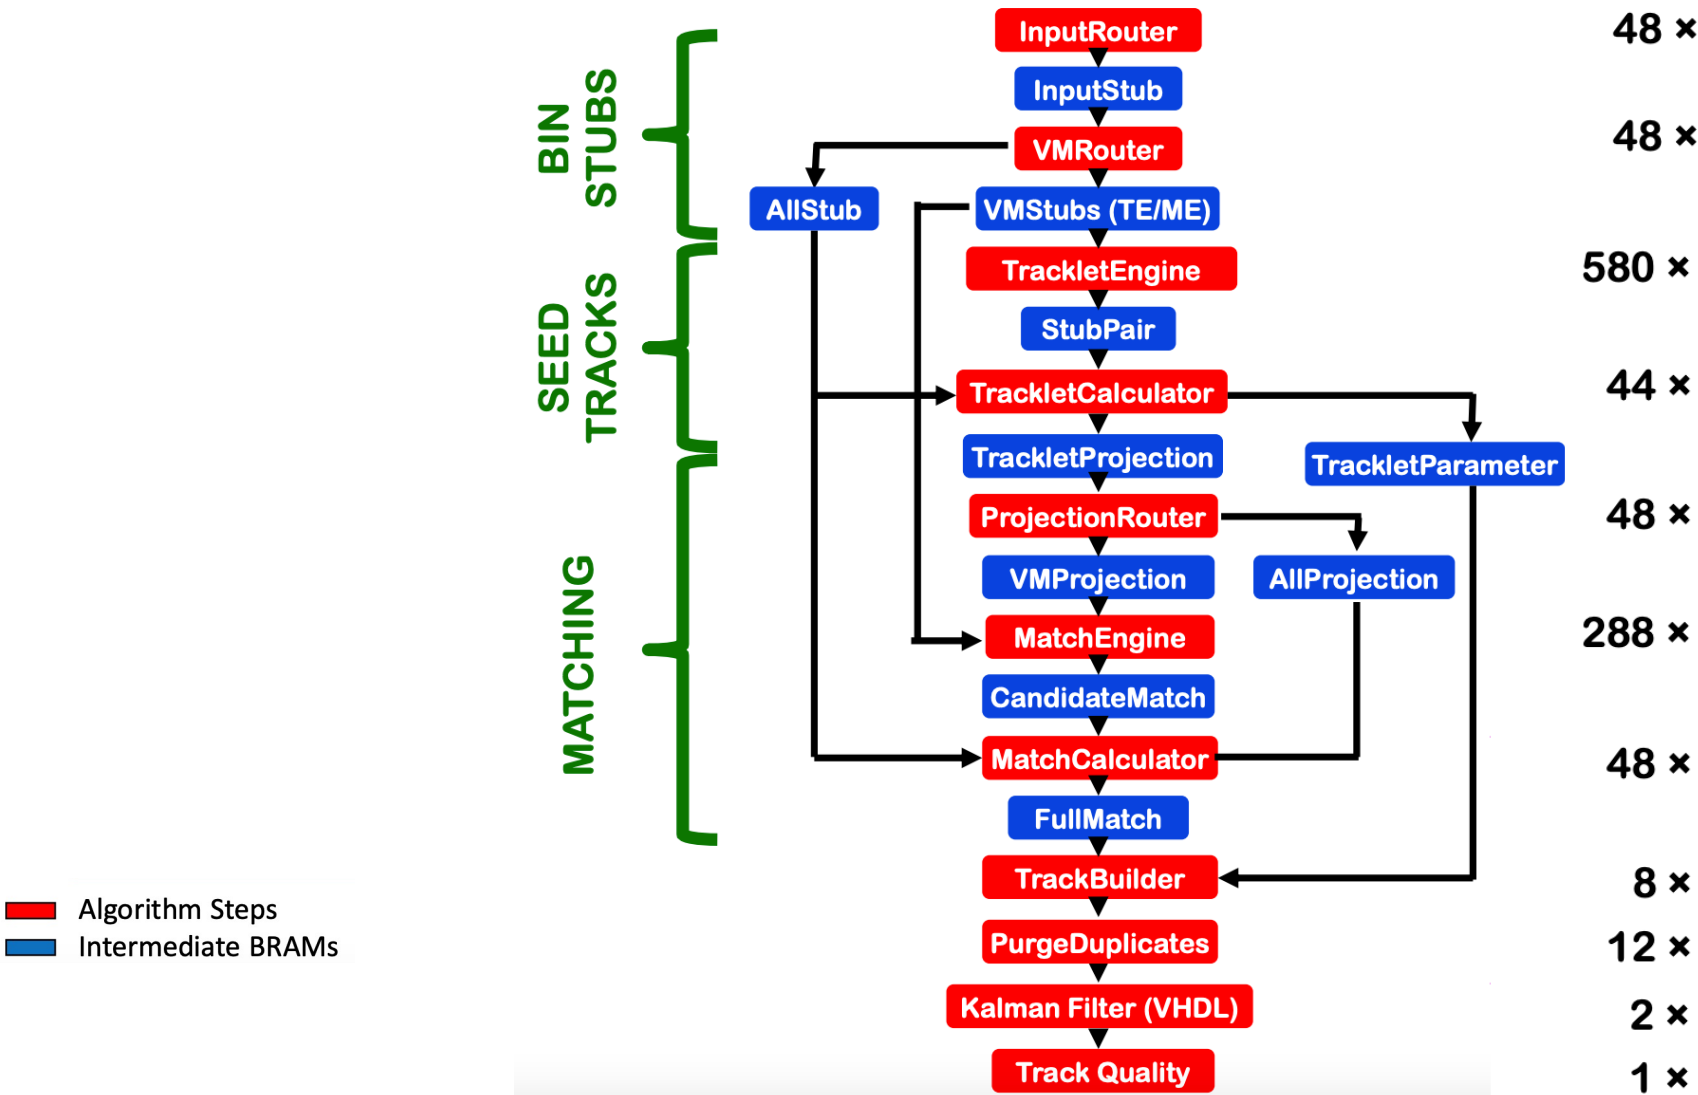 InputRouter
48 ×
InputStub
BIN
STUBS
VMRouter
48 ×
AllStub
VMStubs (TE/ME)
TrackletEngine
580 ×
StubPair
SEED
TRACKS
TrackletCalculator
44 ×
TrackletProjection
TrackletParameter
ProjectionRouter
48 ×
VMProjection
AllProjection
MatchEngine
288 ×
MATCHING
CandidateMatch
MatchCalculator
48 ×
FullMatch
TrackBuilder
8 ×
Algorithm Steps
Intermediate BRAMs
PurgeDuplicates
12 ×
Kalman Filter (VHDL)
2 ×
Track Quality
1 ×